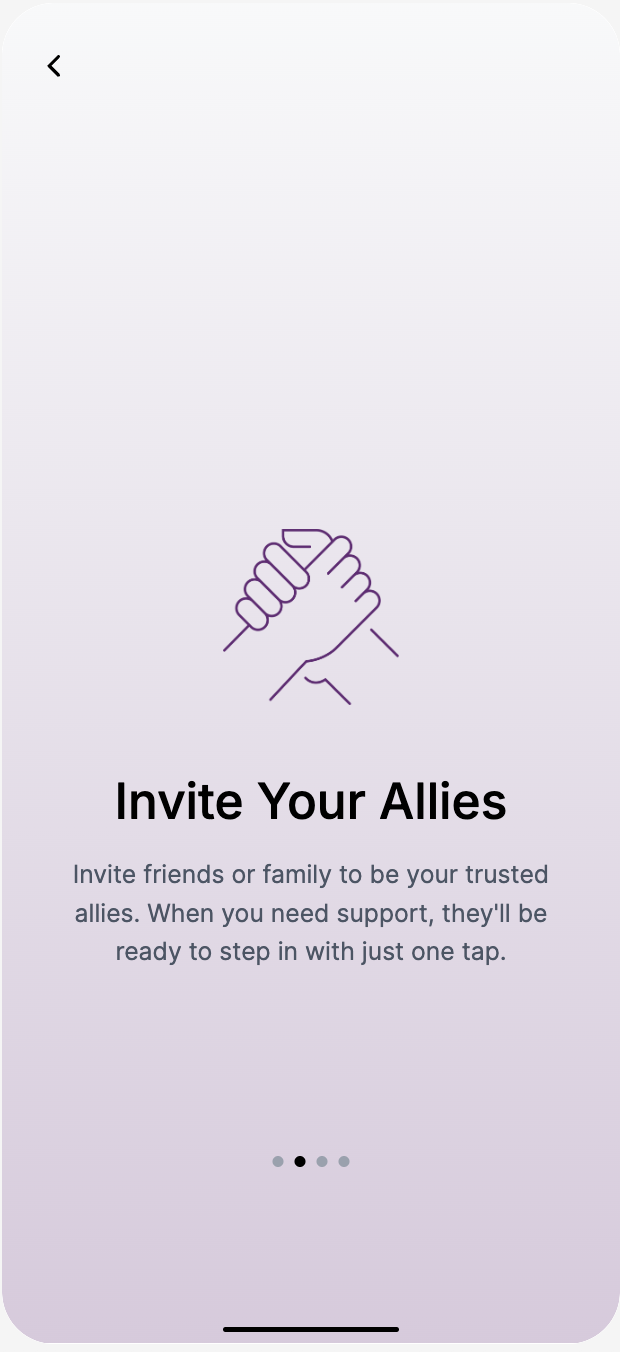 Invite Your Allies
Invite friends or family to be your trusted
allies. When you need support, they'll be
ready to step in with just one tap.